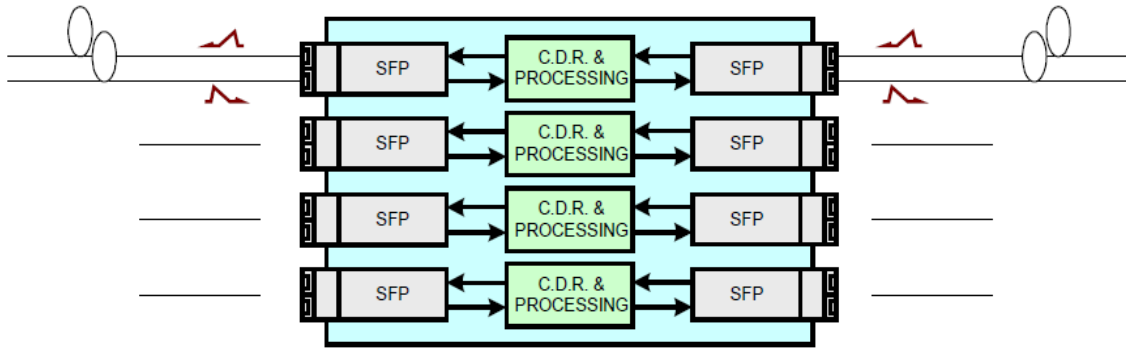 SFP
C.D.R. &
PROCESSING
SFP
SFP
C.D.R. &
PROCESSING
SFP
SFP
C.D.R. &
PROCESSING
SFP
SFP
C.D.R. &
PROCESSING
SFP